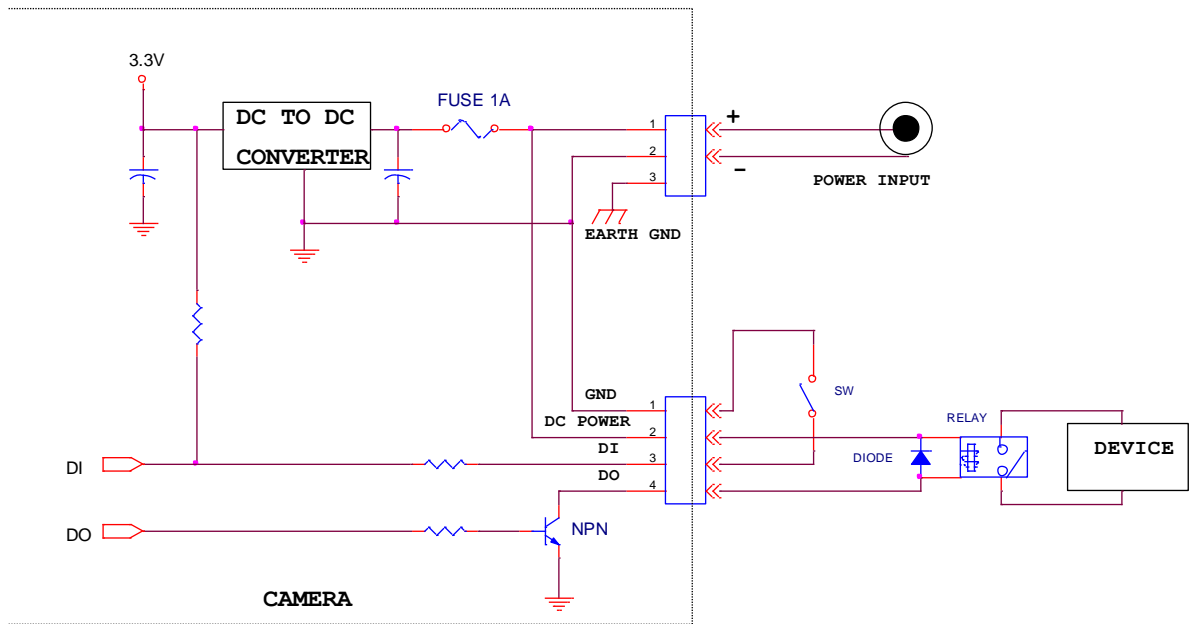 3.3V
FUSE 1A
DC TO DC
CONVERTER
1
2
3
+
-
POWER INPUT
EARTH GND
GND
DC POWER
DI
DO
1
2
3
4
SW
RELAY
DIODE
DEVICE
DI
DO
NPN
CAMERA